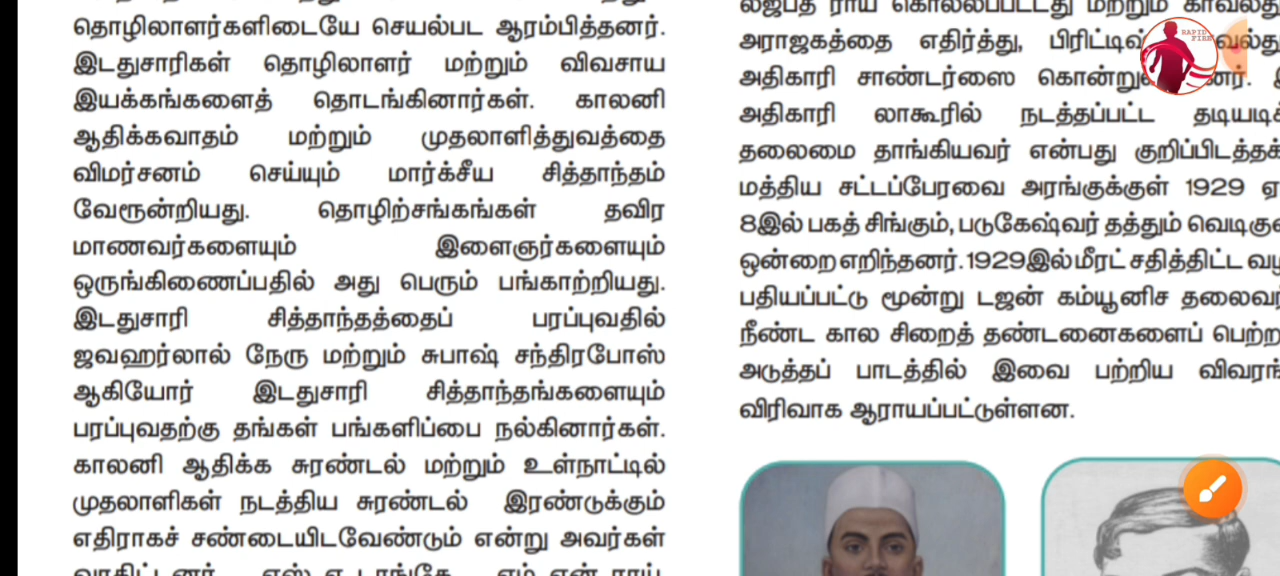 தொழிலாளர்களிடையே செயல்பட ஆரம்பித்தனர்.
இடதுசாரிகள் தொழிலாளர் மற்றும் விவசாய
இயக்கங்களைத் தொடங்கினார்கள். காலனி
ஆதிக்கவாதம் மற்றும் முதலாளித்துவத்தை
விமர்சனம் செய்யும் மார்க்சீய சித்தாந்தம்
வேரூன்றியது. தொழிற்சங்கங்கள் தவிர
மாணவர்களையும் இளைஞர்களையும்
ஒருங்கிணைப்பதில் அது பெரும் பங்காற்றியது.
இடதுசாரி சித்தாந்தத்தைப் பரப்புவதில்
ஜவஹர்லால் நேரு மற்றும் சுபாஷ் சந்திரபோஸ்
ஆகியோர் இடதுசாரி சித்தாந்தங்களையும்
பரப்புவதற்கு தங்கள் பங்களிப்பை நல்கினார்கள்.
காலனி ஆதிக்க சுரண்டல் மற்றும் உள்நாட்டில்
முதலாளிகள் நடத்திய சுரண்டல் இரண்டுக்கும்
எதிராகச் சண்டையிடவேண்டும் என்று அவர்கள்
லஜபத் ராய் கொல்லப்பட்டது மற்றும்
அராஜகத்தை எதிர்த்து,
அதிகாரி சாண்டர்ஸை
அதிகாரி லாகூரில் நடத்தப்பட்ட
தலைமை தாங்கியவர் என்பது
மத்திய சட்டப்பேரவை அரங்குக்குள் 1929
8இல் பகத் சிங்கும், படுகேஷ்வர் தத்தும்
ஒன்றை எறிந்தனர். 1929இல் மீரட் சதித்திட்ட
பதியப்பட்டு மூன்று டஜன் கம்யூனிச
நீண்ட கால சிறைத் தண்டனைகளைப்
அடுத்தப் பாடத்தில் இவை பற்றிய
விரிவாக ஆராயப்பட்டுள்ளன.
RAPID
FIRE